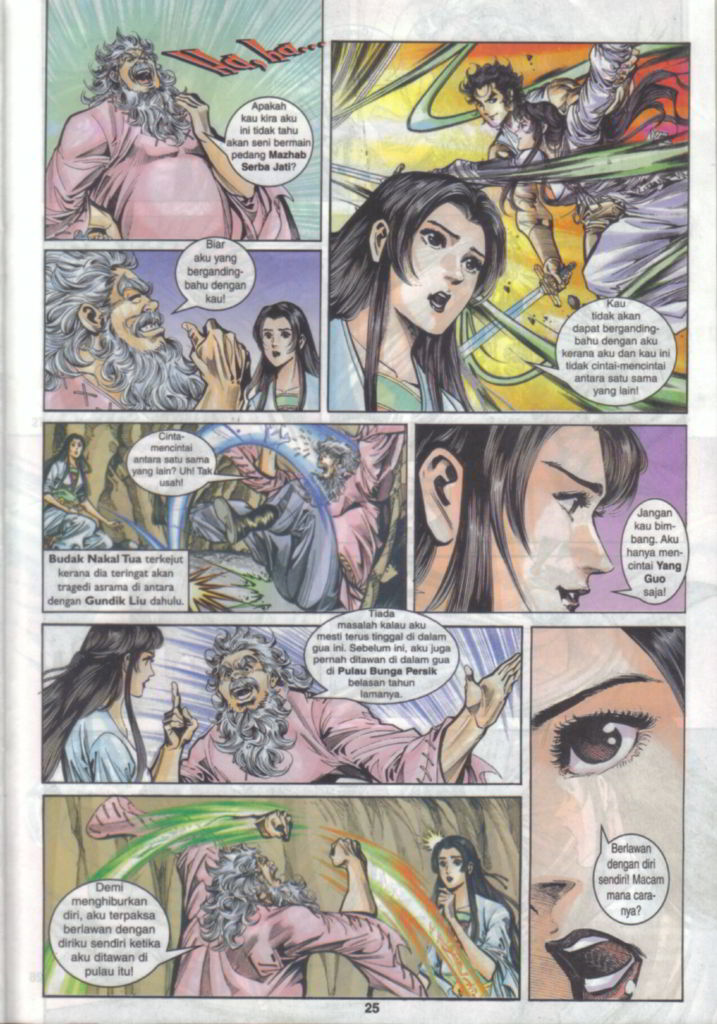 Ha, ha...
Apakah
kau kira aku
ini tidak tahu
akan seni bermain
pedang Mazhab
Serba Jati?
Biar
aku yang
berganding-
bahu dengan
kau!
Kau
tidak akan
dapat berganding-
bahu dengan aku
kerana aku dan kau ini
tidak cintai-mencintai
antara satu sama
yang lain!
Cinta-
mencintai
antara satu sama
yang lain? Uh! Tak
usah!
Budak Nakal Tua terkejut
kerana dia teringat akan
tragedi asrama di antara
dengan Gundik Liu dahulu.
Jangan
kau bim-
bang. Aku
hanya men-
cintai Yang
Guo
saja!
Tiada
masalah kalau aku
mesti terus tinggal di dalam
gua ini. Sebelum ini, aku juga
pernah ditawan di dalam gua
di Pulau Bunga Persik
belasan tahun
lamanya.
Demi
menghiburkan
diri, aku terpaksa
berlawan dengan
diriku sendiri ketika
aku ditawan di
pulau itu!
Berlawan
dengan diri
sendiri! Macam
mana cara-
nya?
25